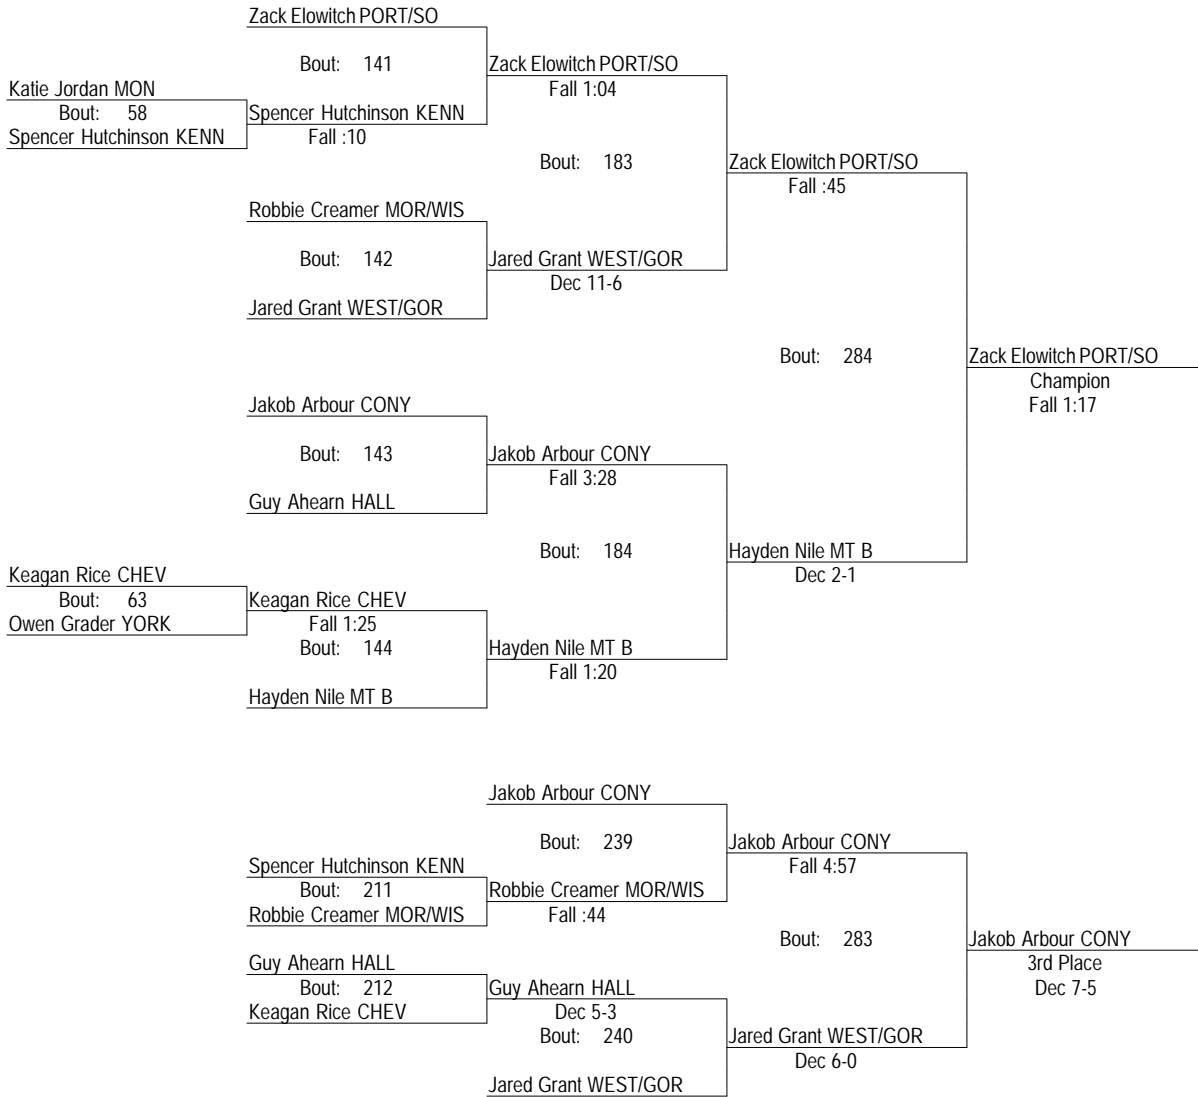 Zack Elowitch PORT/SO
Bout: 141
Zack Elowitch PORT/SO
Fall 1:04
Katie Jordan MON
Bout: 58
Spencer Hutchinson KENN
Spencer Hutchinson KENN
Fall :10
Bout: 183
Zack Elowitch PORT/SO
Fall :45
Robbie Creamer MOR/WIS
Bout: 142
Jared Grant WEST/GOR
Dec 11-6
Jared Grant WEST/GOR
Bout: 284
Zack Elowitch PORT/SO
Champion
Fall 1:17
Jakob Arbour CONY
Bout: 143
Jakob Arbour CONY
Fall 3:28
Guy Ahearn HALL
Bout: 184
Hayden Nile MT B
Dec 2-1
Keagan Rice CHEV
Bout: 63
Owen Grader YORK
Keagan Rice CHEV
Fall 1:25
Bout: 144
Hayden Nile MT B
Fall 1:20
Hayden Nile MT B
Jakob Arbour CONY
Bout: 239
Jakob Arbour CONY
Fall 4:57
Spencer Hutchinson KENN
Bout: 211
Robbie Creamer MOR/WIS
Robbie Creamer MOR/WIS
Fall :44
Bout: 283
Jakob Arbour CONY
3rd Place
Dec 7-5
Guy Ahearn HALL
Bout: 212
Keagan Rice CHEV
Guy Ahearn HALL
Dec 5-3
Bout: 240
Jared Grant WEST/GOR
Dec 6-0
Jared Grant WEST/GOR